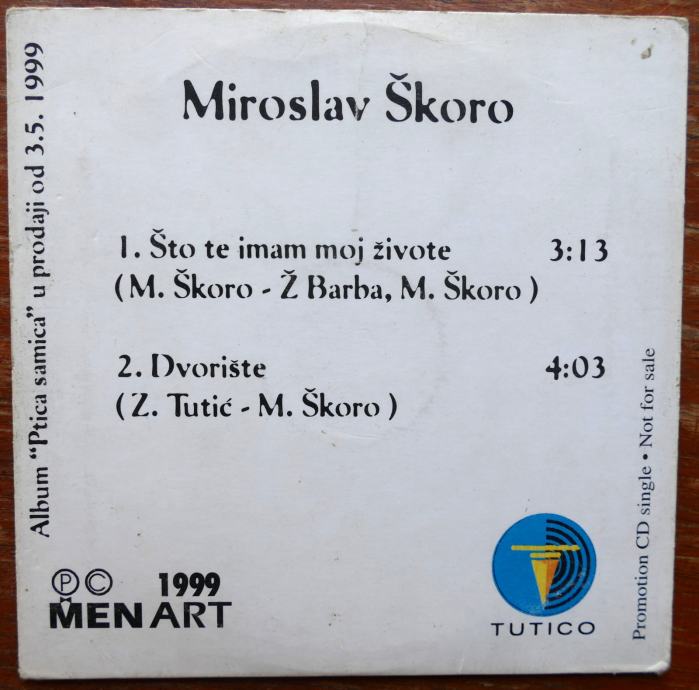 Miroslav Škoro
1. Što te imam moj živote 3:13
(M. Škoro - Ž Barba, M. Škoro)
2. Dvorište 4:03
(Z. Tutić - M. Škoro)
Album “Ptica samica” u prodaji od 3.5. 1999
Promotion CD single • Not for sale
Ⓟ © 1999
MENART
TUTICO